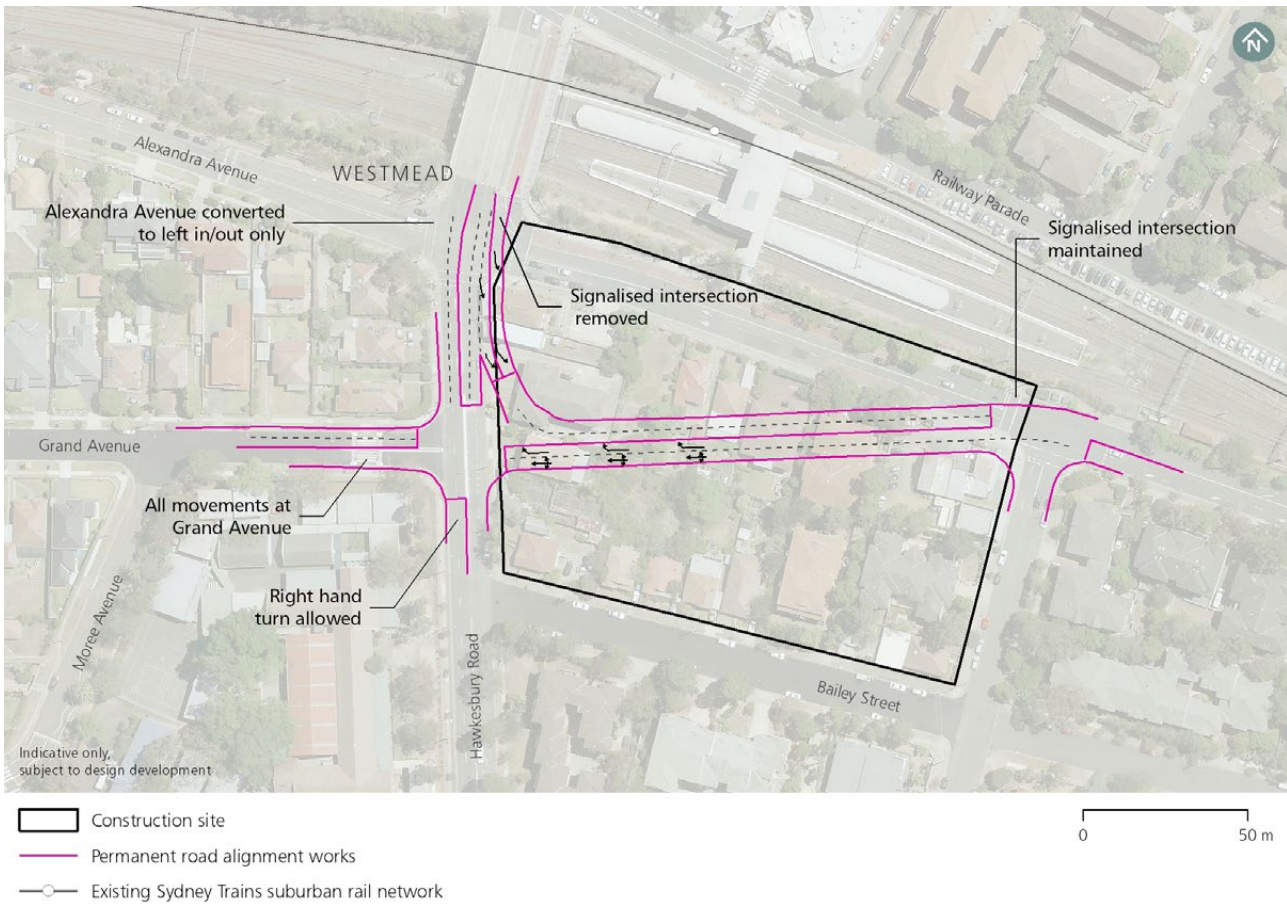 N
Alexandra Avenue
WESTMEAD
Railway Parade
Alexandra Avenue converted
to left in/out only
Signalised intersection
maintained
Signalised intersection
removed
Grand Avenue
All movements at
Grand Avenue
Right hand
turn allowed
Moree Avenue
Hawkesbury Road
Bailey Street
Indicative only,
subject to design development
Construction site
Permanent road alignment works
Existing Sydney Trains suburban rail network
0 50 m